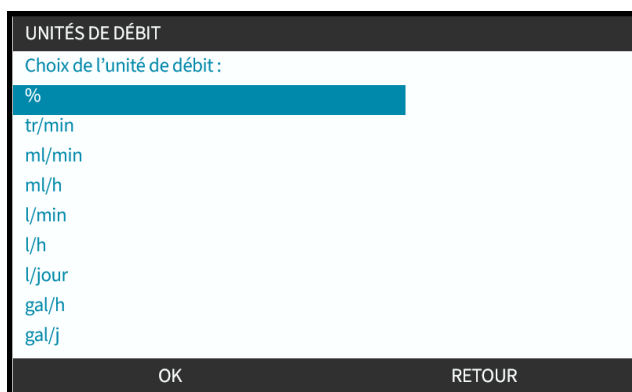 UNITÉS DE DÉBIT
Choix de l’unité de débit :
%
tr/min
ml/min
ml/h
l/min
l/h
l/jour
gal/h
gal/j
OK RETOUR